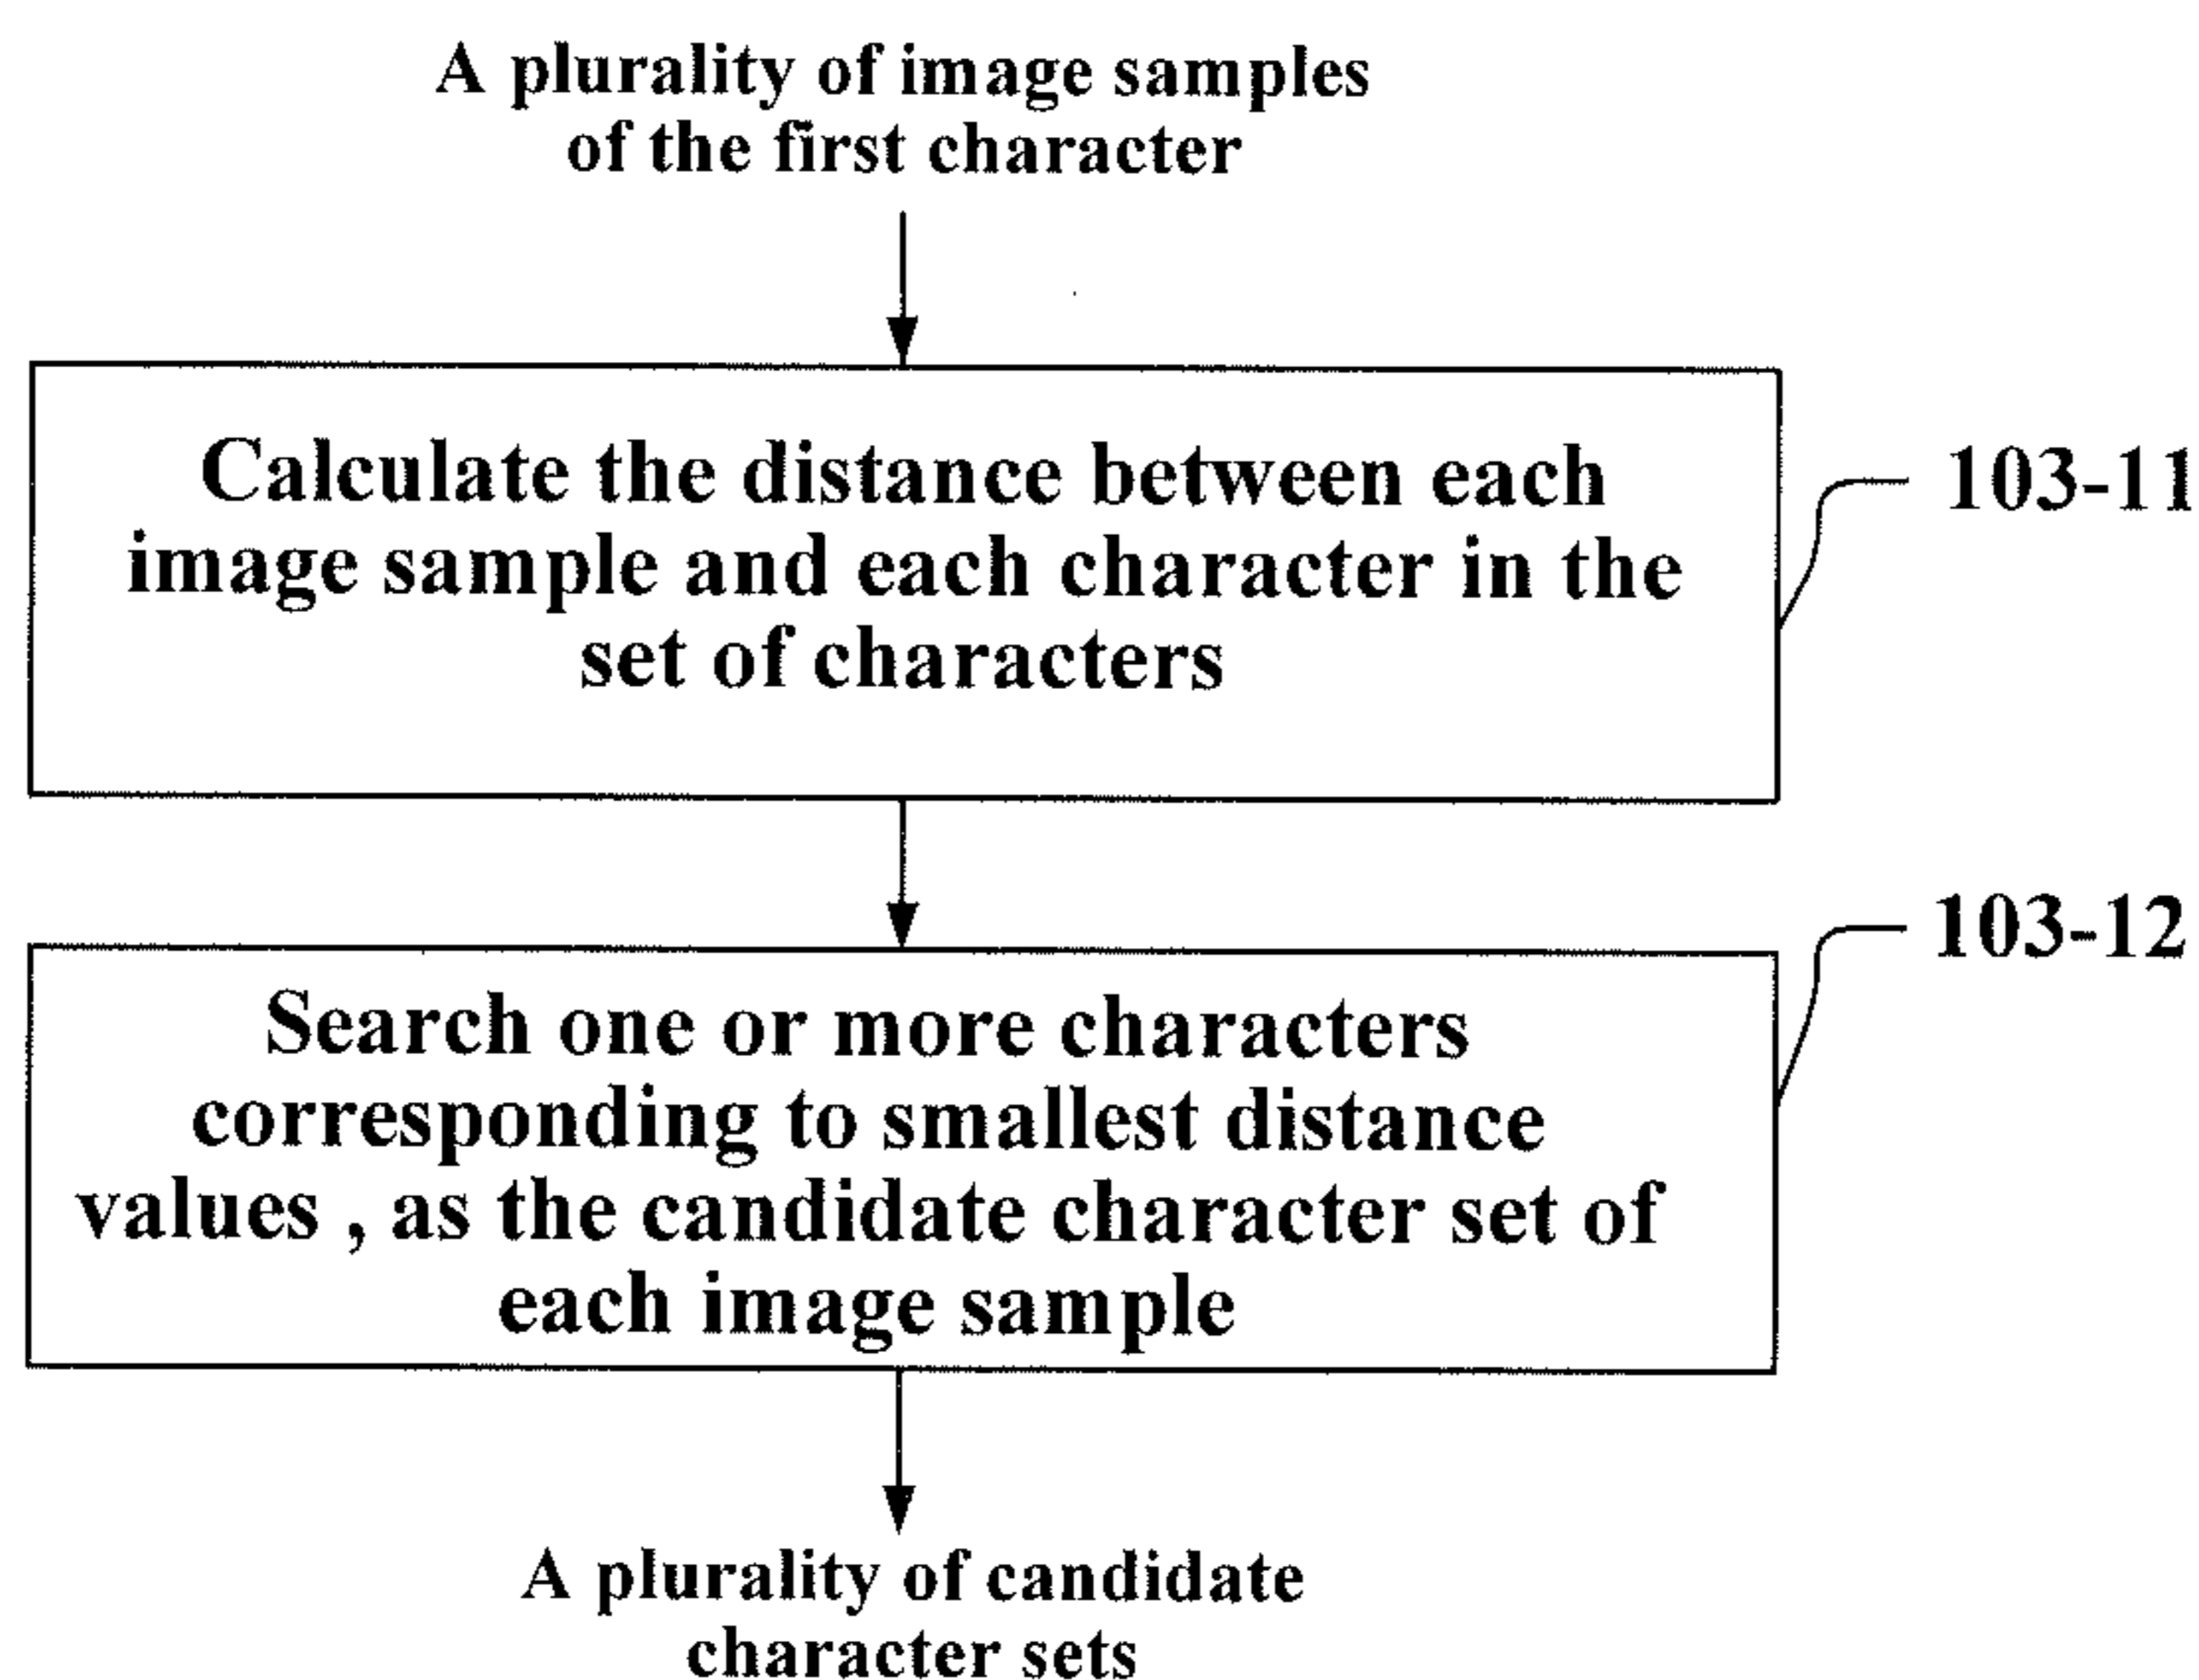 A plurality of image samples
of the first character
Calculate the distance between each
image sample and each character in the
set of characters
103-11
Search one or more characters
corresponding to smallest distance
values , as the candidate character set of
each image sample
103-12
A plurality of candidate
character sets